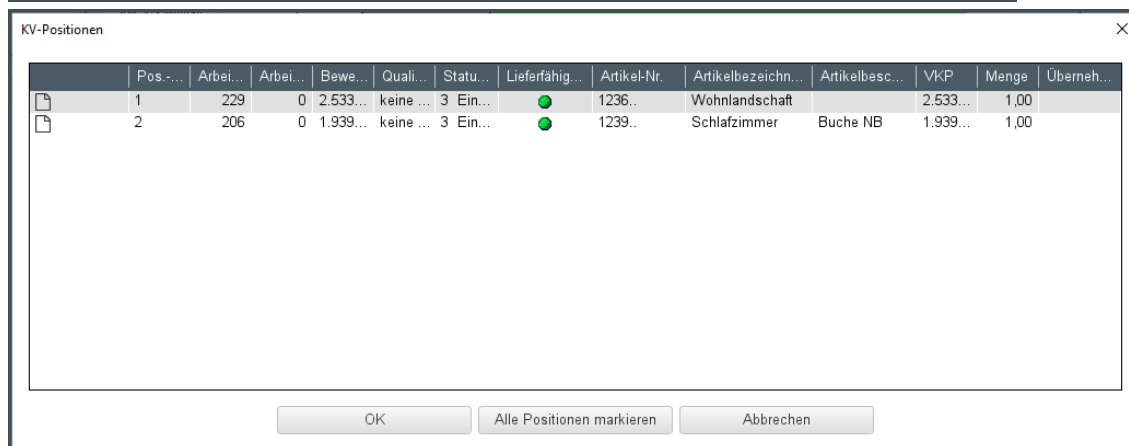 KV-Positionen
Pos.-... Arbei... Arbei... Bewe... Quali... Statu... Lieferfähig... Artikel-Nr. Artikelbezeichn... Artikelbesc... VKP Menge Überneh...
1 229 0 2.533... keine ... 3 Ein... 1236.. Wohnlandschaft 2.533... 1,00
2 206 0 1.939... keine ... 3 Ein... 1239.. Schlafzimmer Buche NB 1.939... 1,00
OK Alle Positionen markieren Abbrechen